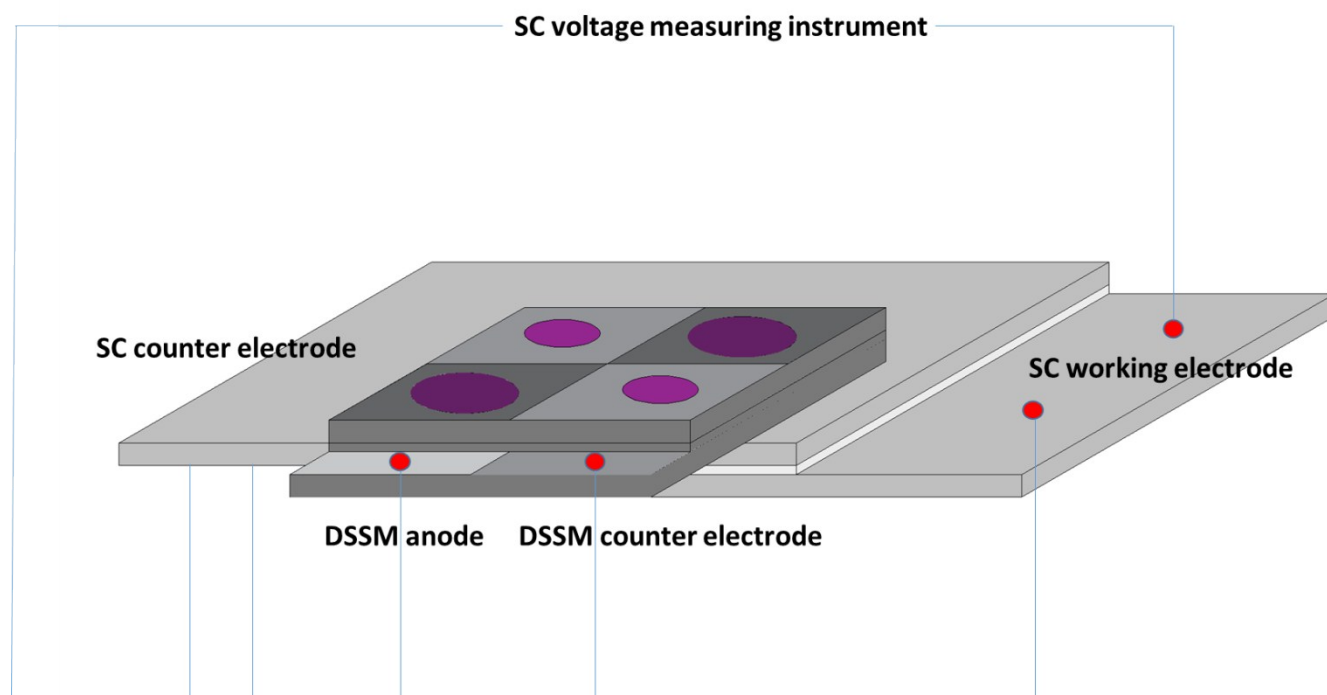 SC voltage measuring instrument
SC counter electrode
SC working electrode
DSSM anode
DSSM counter electrode